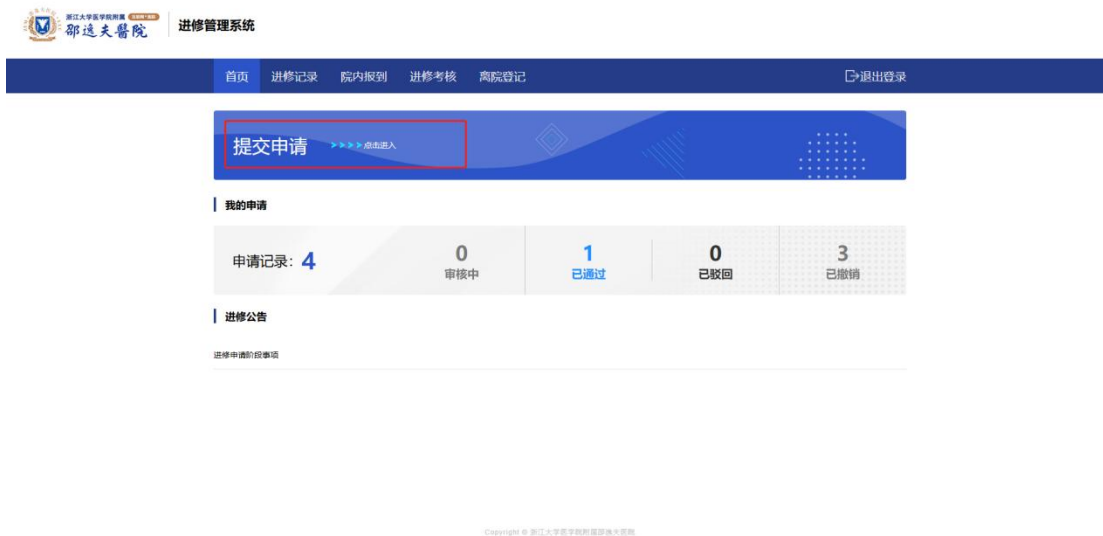 浙江大学医学院附属
邵逸夫醫院
进修管理系统
首页 进修记录 院内报到 进修考核 离院登记 退出登录
提交申请 >>>> 点击进入
我的申请
申请记录: 4
0 审核中
1 已通过
0 已驳回
3 已撤销
进修公告
进修申请阶段事项
Copyright © 浙江大学医学院附属邵逸夫医院